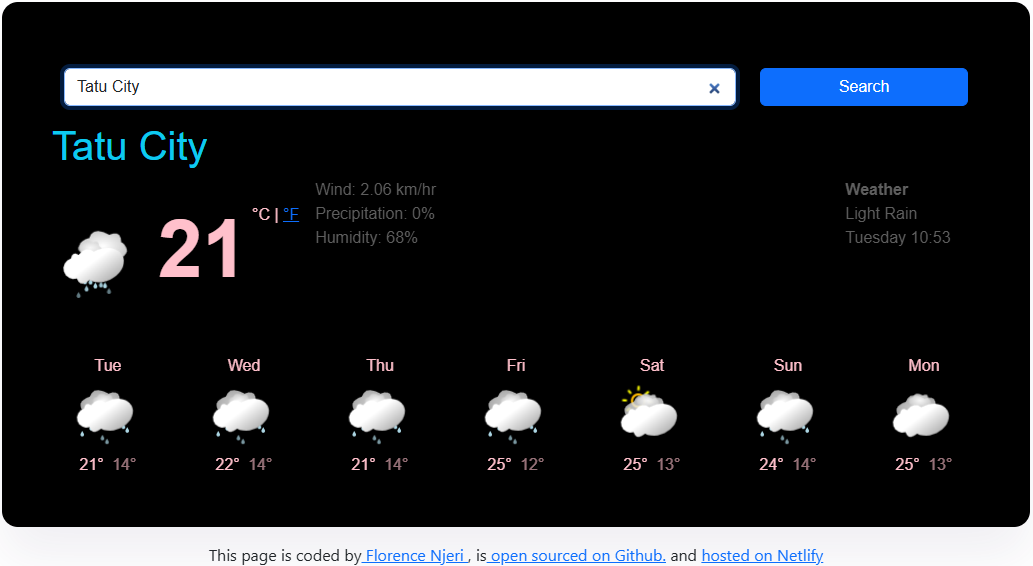 Tatu City
Search
Tatu City
21 °C | °F
Wind: 2.06 km/hr
Precipitation: 0%
Humidity: 68%
Weather
Light Rain
Tuesday 10:53
Tue Wed Thu Fri Sat Sun Mon
21° 14° 22° 14° 21° 14° 25° 12° 25° 13° 24° 14° 25° 13°
This page is coded by Florence Njeri , is open sourced on Github. and hosted on Netlify